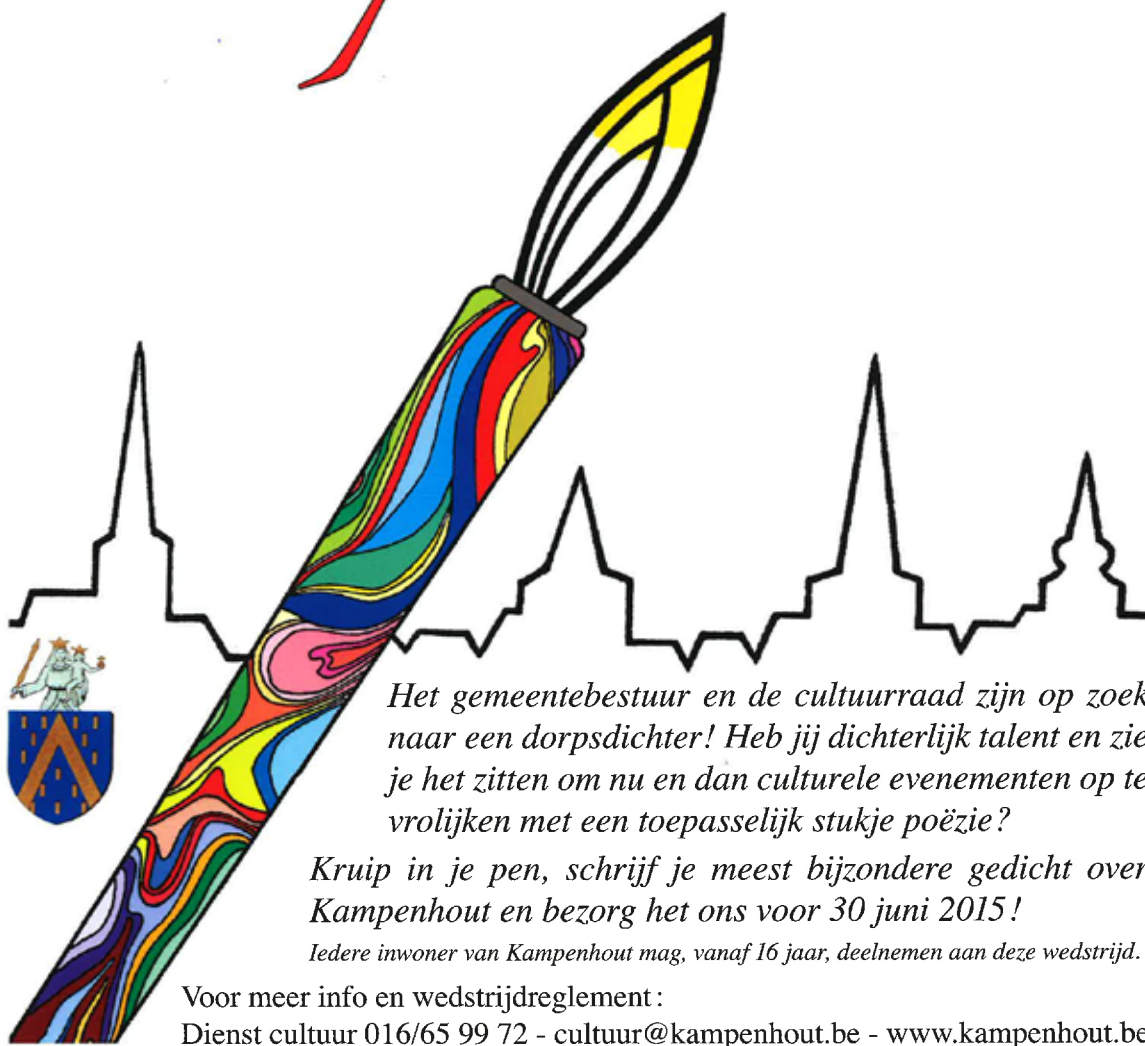 Het gemeentebestuur en de cultuurraad zijn op zoek
naar een dorpsdichter! Heb jij dichterlijk talent en zie
je het zitten om nu en dan culturele evenementen op te
vrolijken met een toepasselijk stukje poëzie?
Kruip in je pen, schrijf je meest bijzondere gedicht over
Kampenhout en bezorg het ons voor 30 juni 2015!
Iedere inwoner van Kampenhout mag, vanaf 16 jaar, deelnemen aan deze wedstrijd.
Voor meer info en wedstrijdreglement:
Dienst cultuur 016/65 99 72 - cultuur@kampenhout.be - www.kampenhout.be